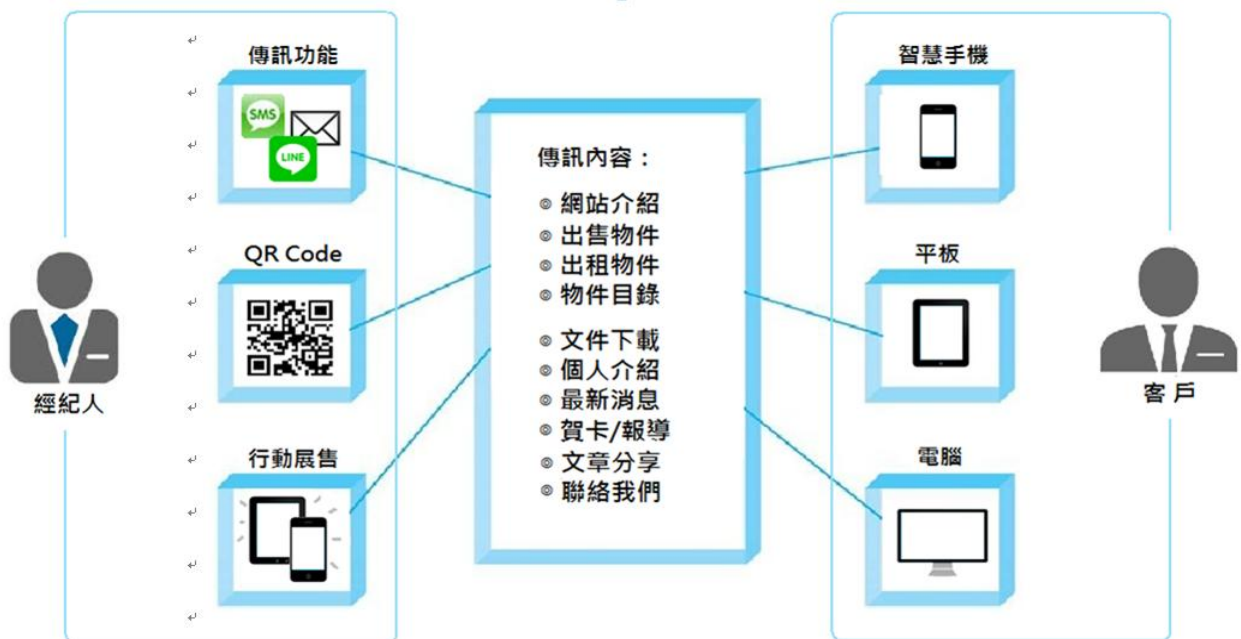 傳訊功能
SMS
LINE
QR Code
經紀人
行動展售
傳訊內容：
◎ 網站介紹
◎ 出售物件
◎ 出租物件
◎ 物件目錄
◎ 文件下載
◎ 個人介紹
◎ 最新消息
◎ 賀卡/報導
◎ 文章分享
◎ 聯絡我們
智慧手機
平板
客戶
電腦